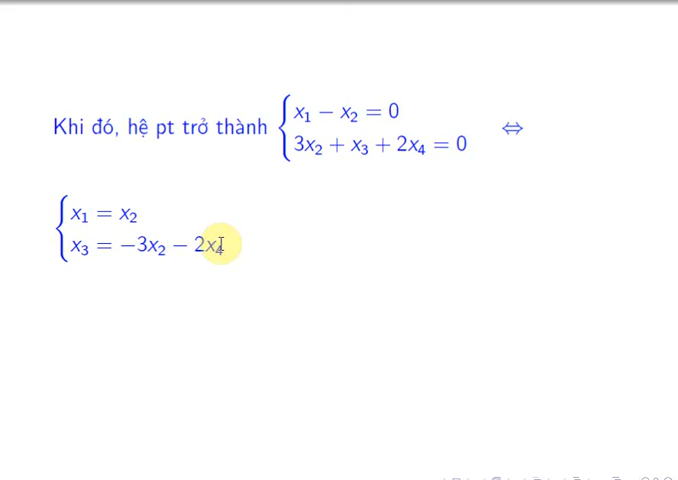 Khi đó, hệ pt trở thành { x₁ − x₂ = 0
3x₂ + x₃ + 2x₄ = 0 ⇔
{ x₁ = x₂
x₃ = −3x₂ − 2x₄